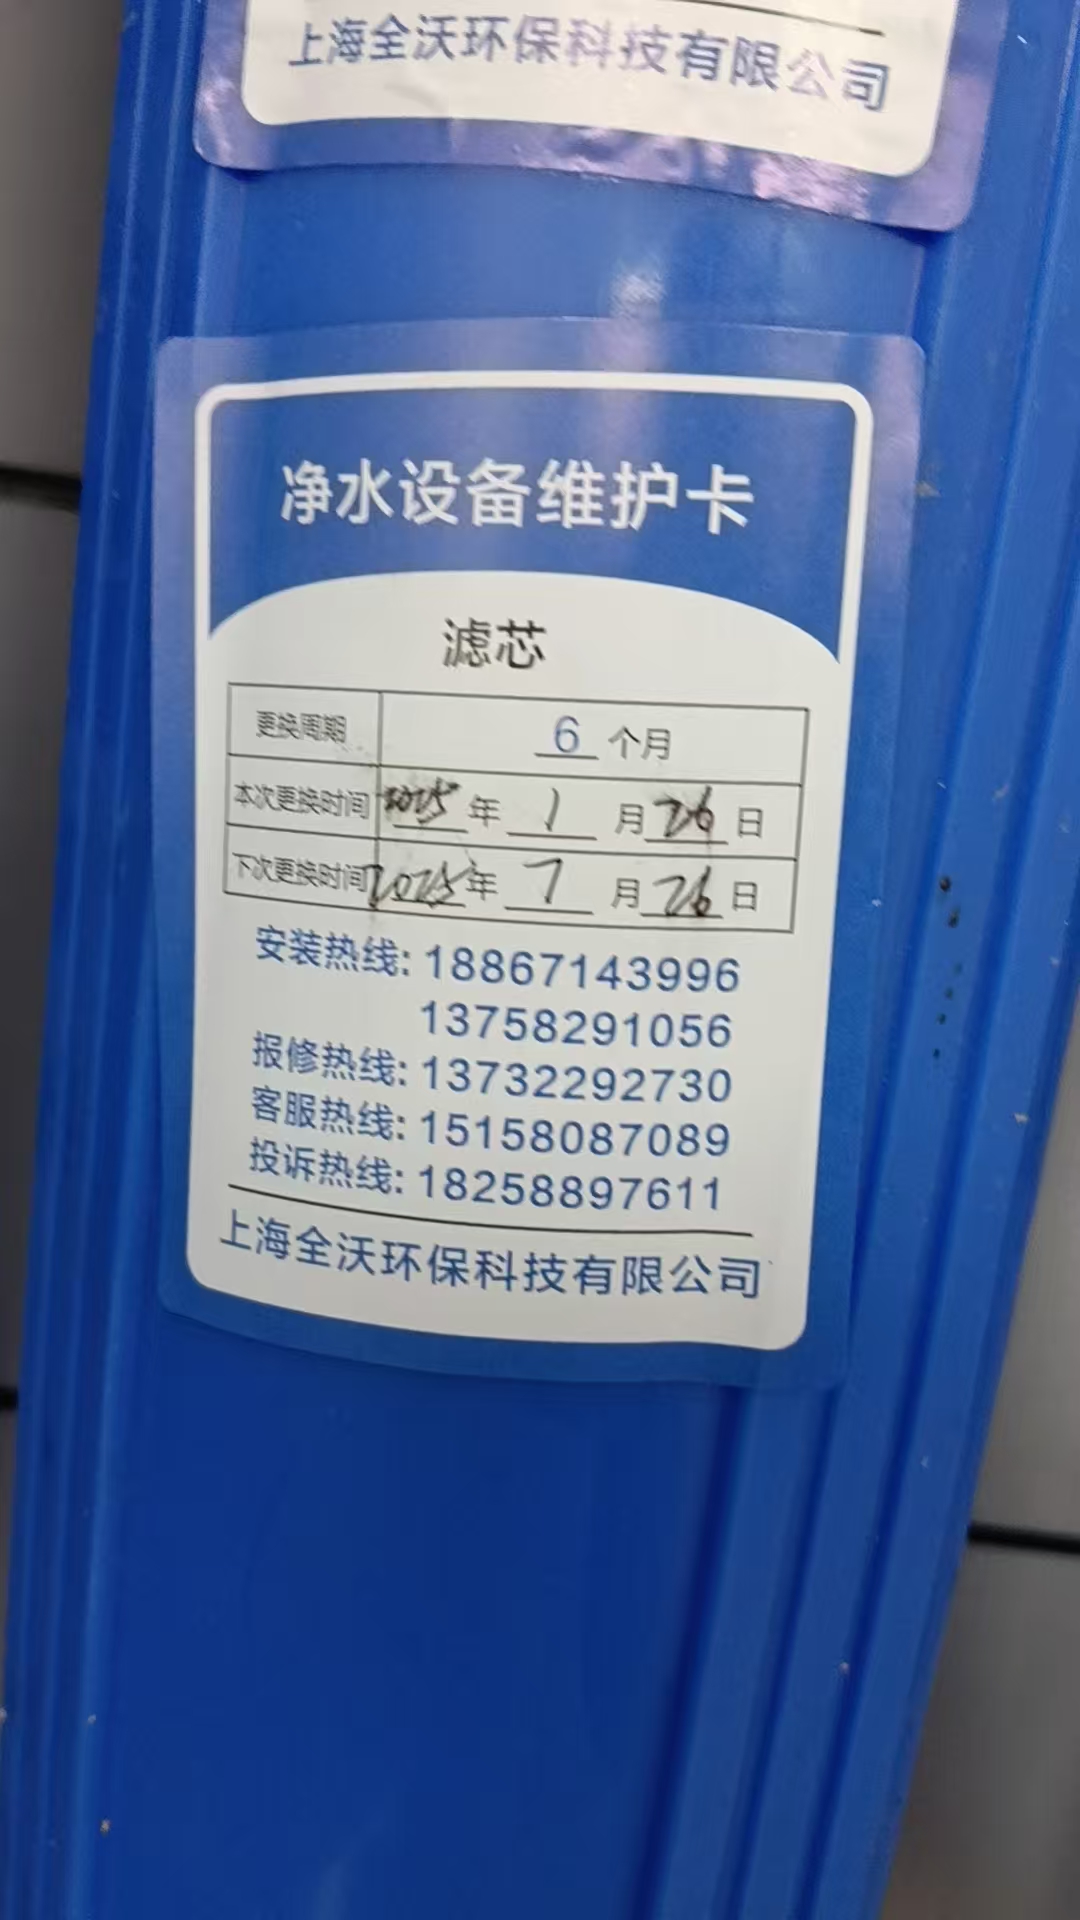 上海全沃环保科技有限公司
净水设备维护卡
滤芯
更换周期 6 个月
本次更换时间 2025 年 1 月 26 日
下次更换时间 2025 年 7 月 26 日
安装热线: 18867143996
13758291056
报修热线: 13732292730
客服热线: 15158087089
投诉热线: 18258897611
上海全沃环保科技有限公司